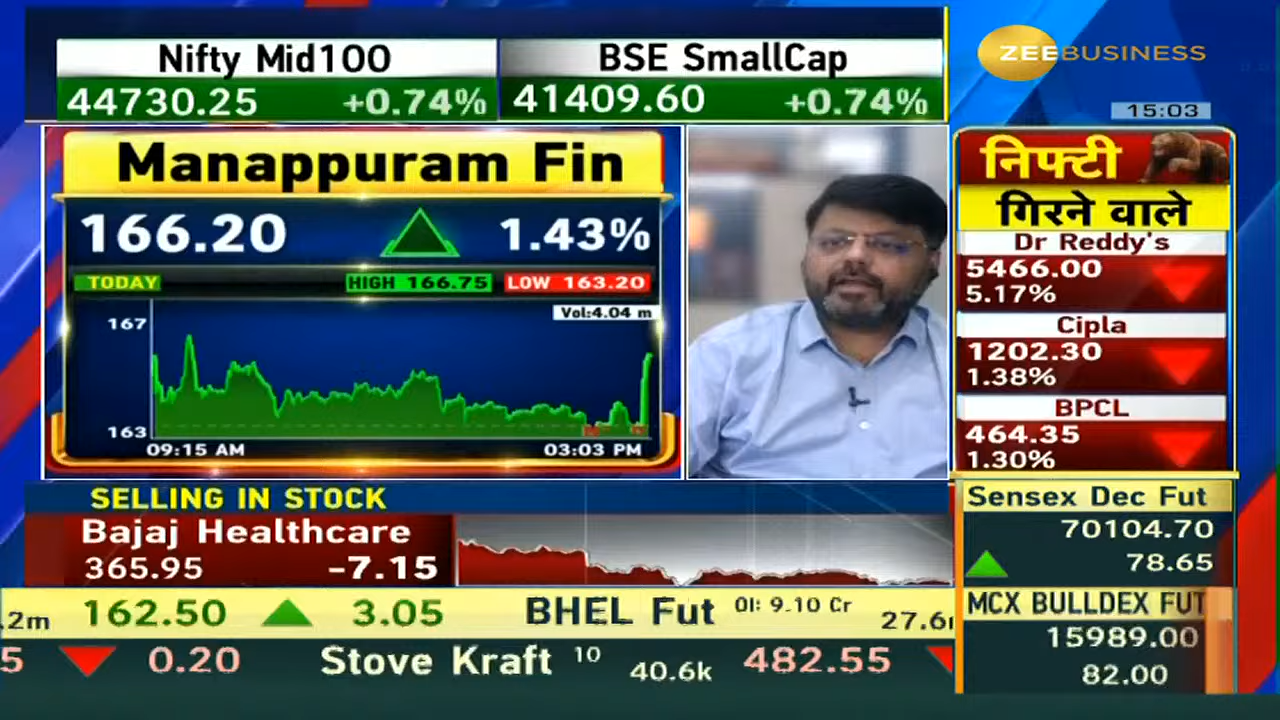 Nifty Mid100
44730.25 +0.74%
BSE SmallCap
41409.60 +0.74%
ZEEBUSINESS
15:03
Manappuram Fin
166.20 1.43%
TODAY HIGH 166.75 LOW 163.20
Vol:4.04 m
167
163
09:15 AM 03:03 PM
निफ्टी
गिरने वाले
Dr Reddy's
5466.00
5.17%
Cipla
1202.30
1.38%
BPCL
464.35
1.30%
SELLING IN STOCK
Bajaj Healthcare
365.95 -7.15
Sensex Dec Fut
70104.70
78.65
MCX BULLDEX FUT
15989.00
82.00
.2m 162.50 3.05 BHEL Fut OI: 9.10 Cr 27.6
5 0.20 Stove Kraft 10 40.6k 482.55